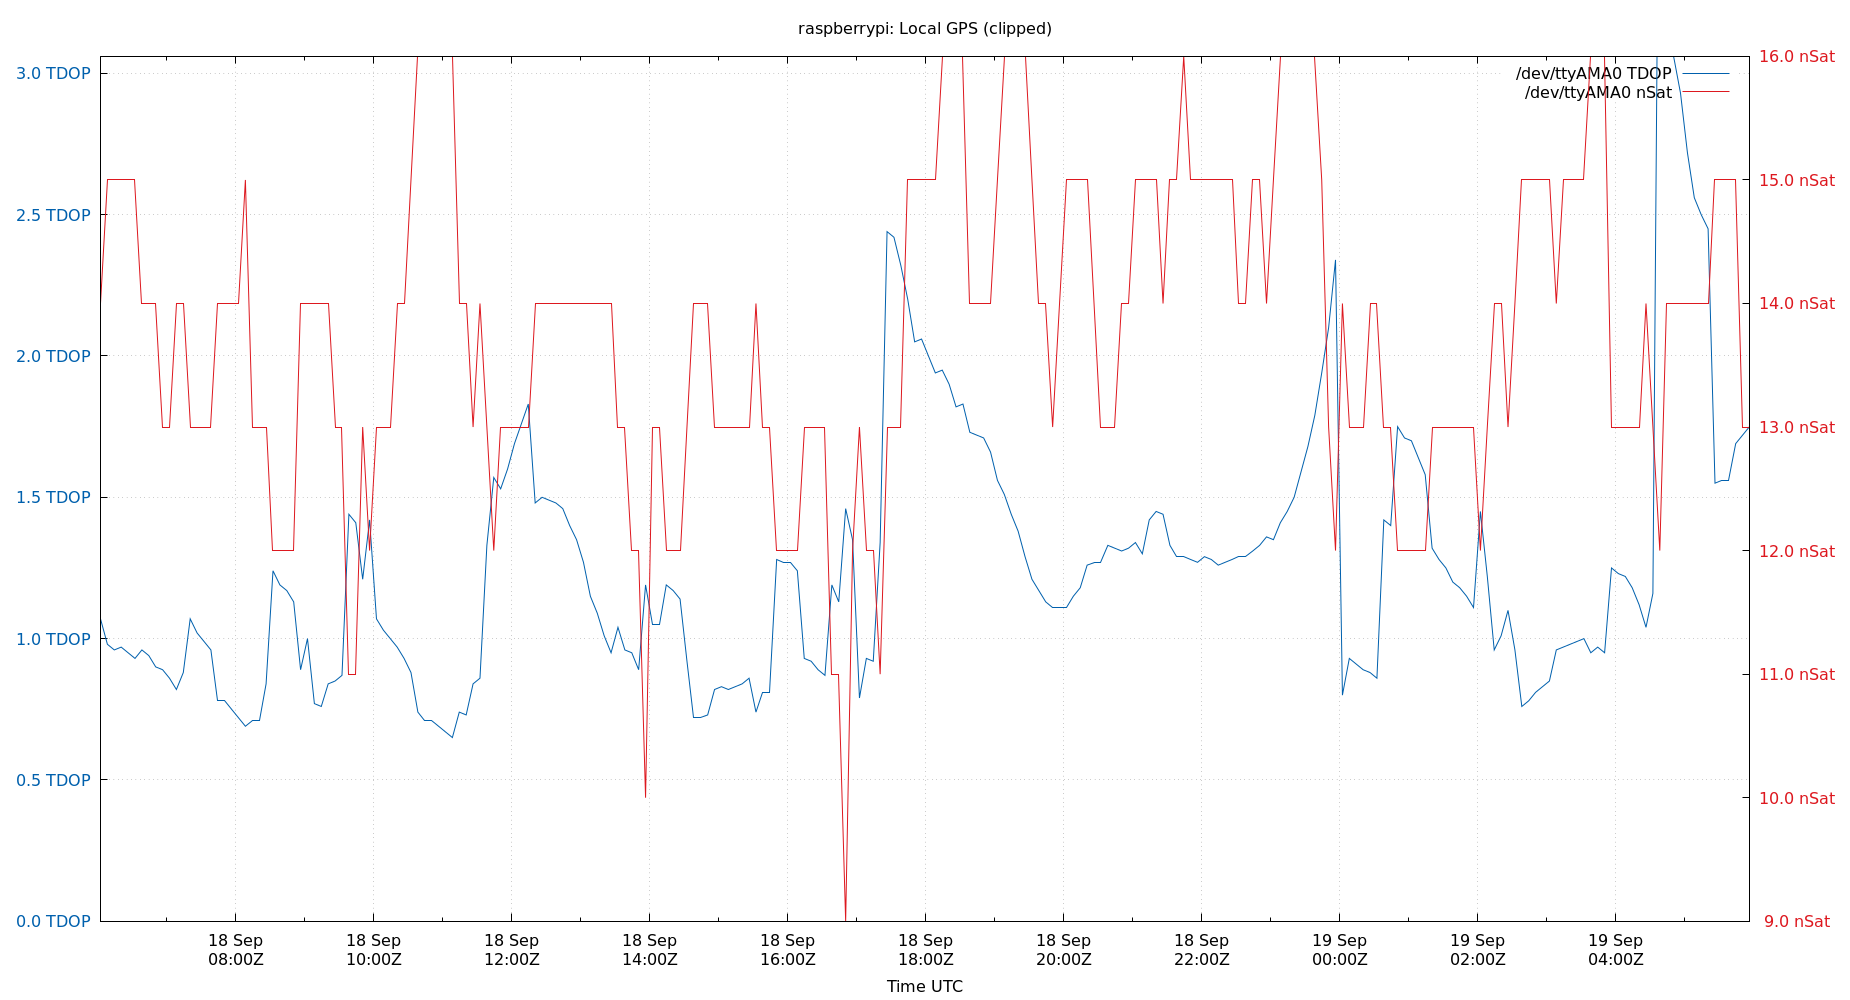 raspberrypi: Local GPS (clipped)
3.0 TDOP
2.5 TDOP
2.0 TDOP
1.5 TDOP
1.0 TDOP
0.5 TDOP
0.0 TDOP
/dev/ttyAMA0 TDOP
/dev/ttyAMA0 nSat
16.0 nSat
15.0 nSat
14.0 nSat
13.0 nSat
12.0 nSat
11.0 nSat
10.0 nSat
9.0 nSat
18 Sep 18 Sep 18 Sep 18 Sep 18 Sep 18 Sep 18 Sep 18 Sep 19 Sep 19 Sep 19 Sep
08:00Z 10:00Z 12:00Z 14:00Z 16:00Z 18:00Z 20:00Z 22:00Z 00:00Z 02:00Z 04:00Z
Time UTC